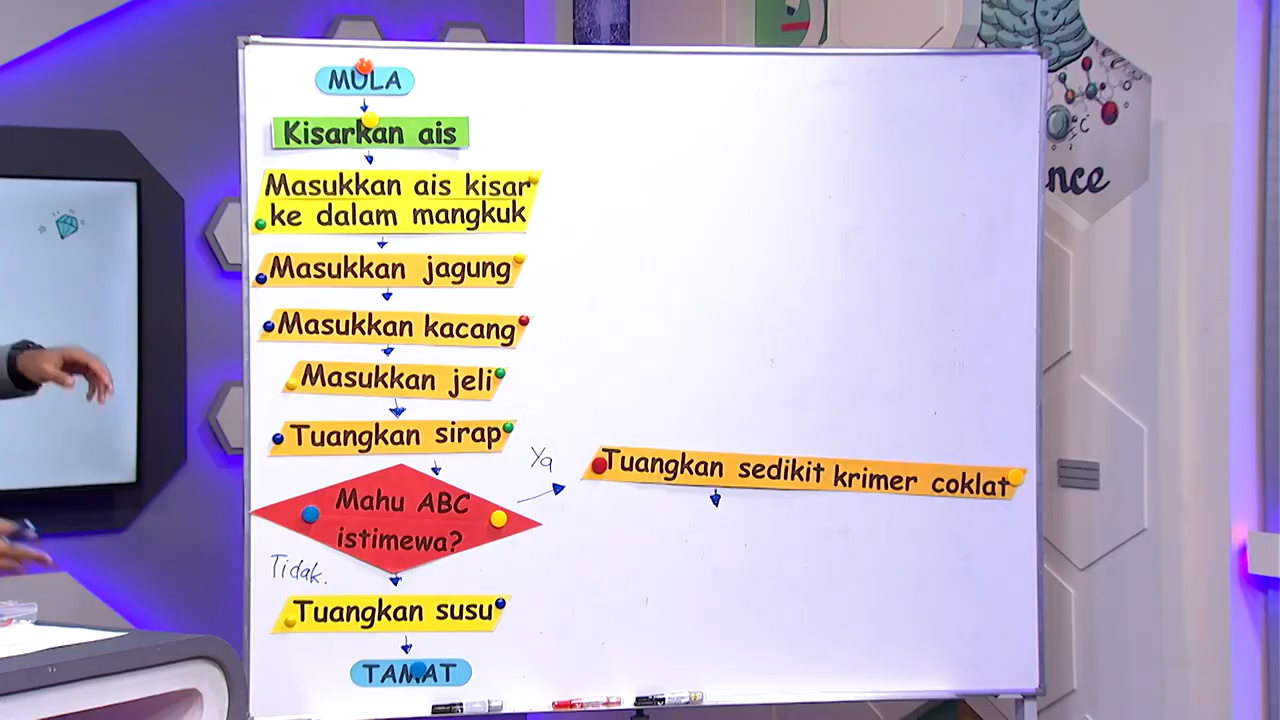 MULA
Kisarkan ais
Masukkan ais kisar
ke dalam mangkuk
Masukkan jagung
Masukkan kacang
Masukkan jeli
Tuangkan sirap
Mahu ABC
istimewa?
Ya
Tuangkan sedikit krimer coklat
Tidak.
Tuangkan susu
TAMAT